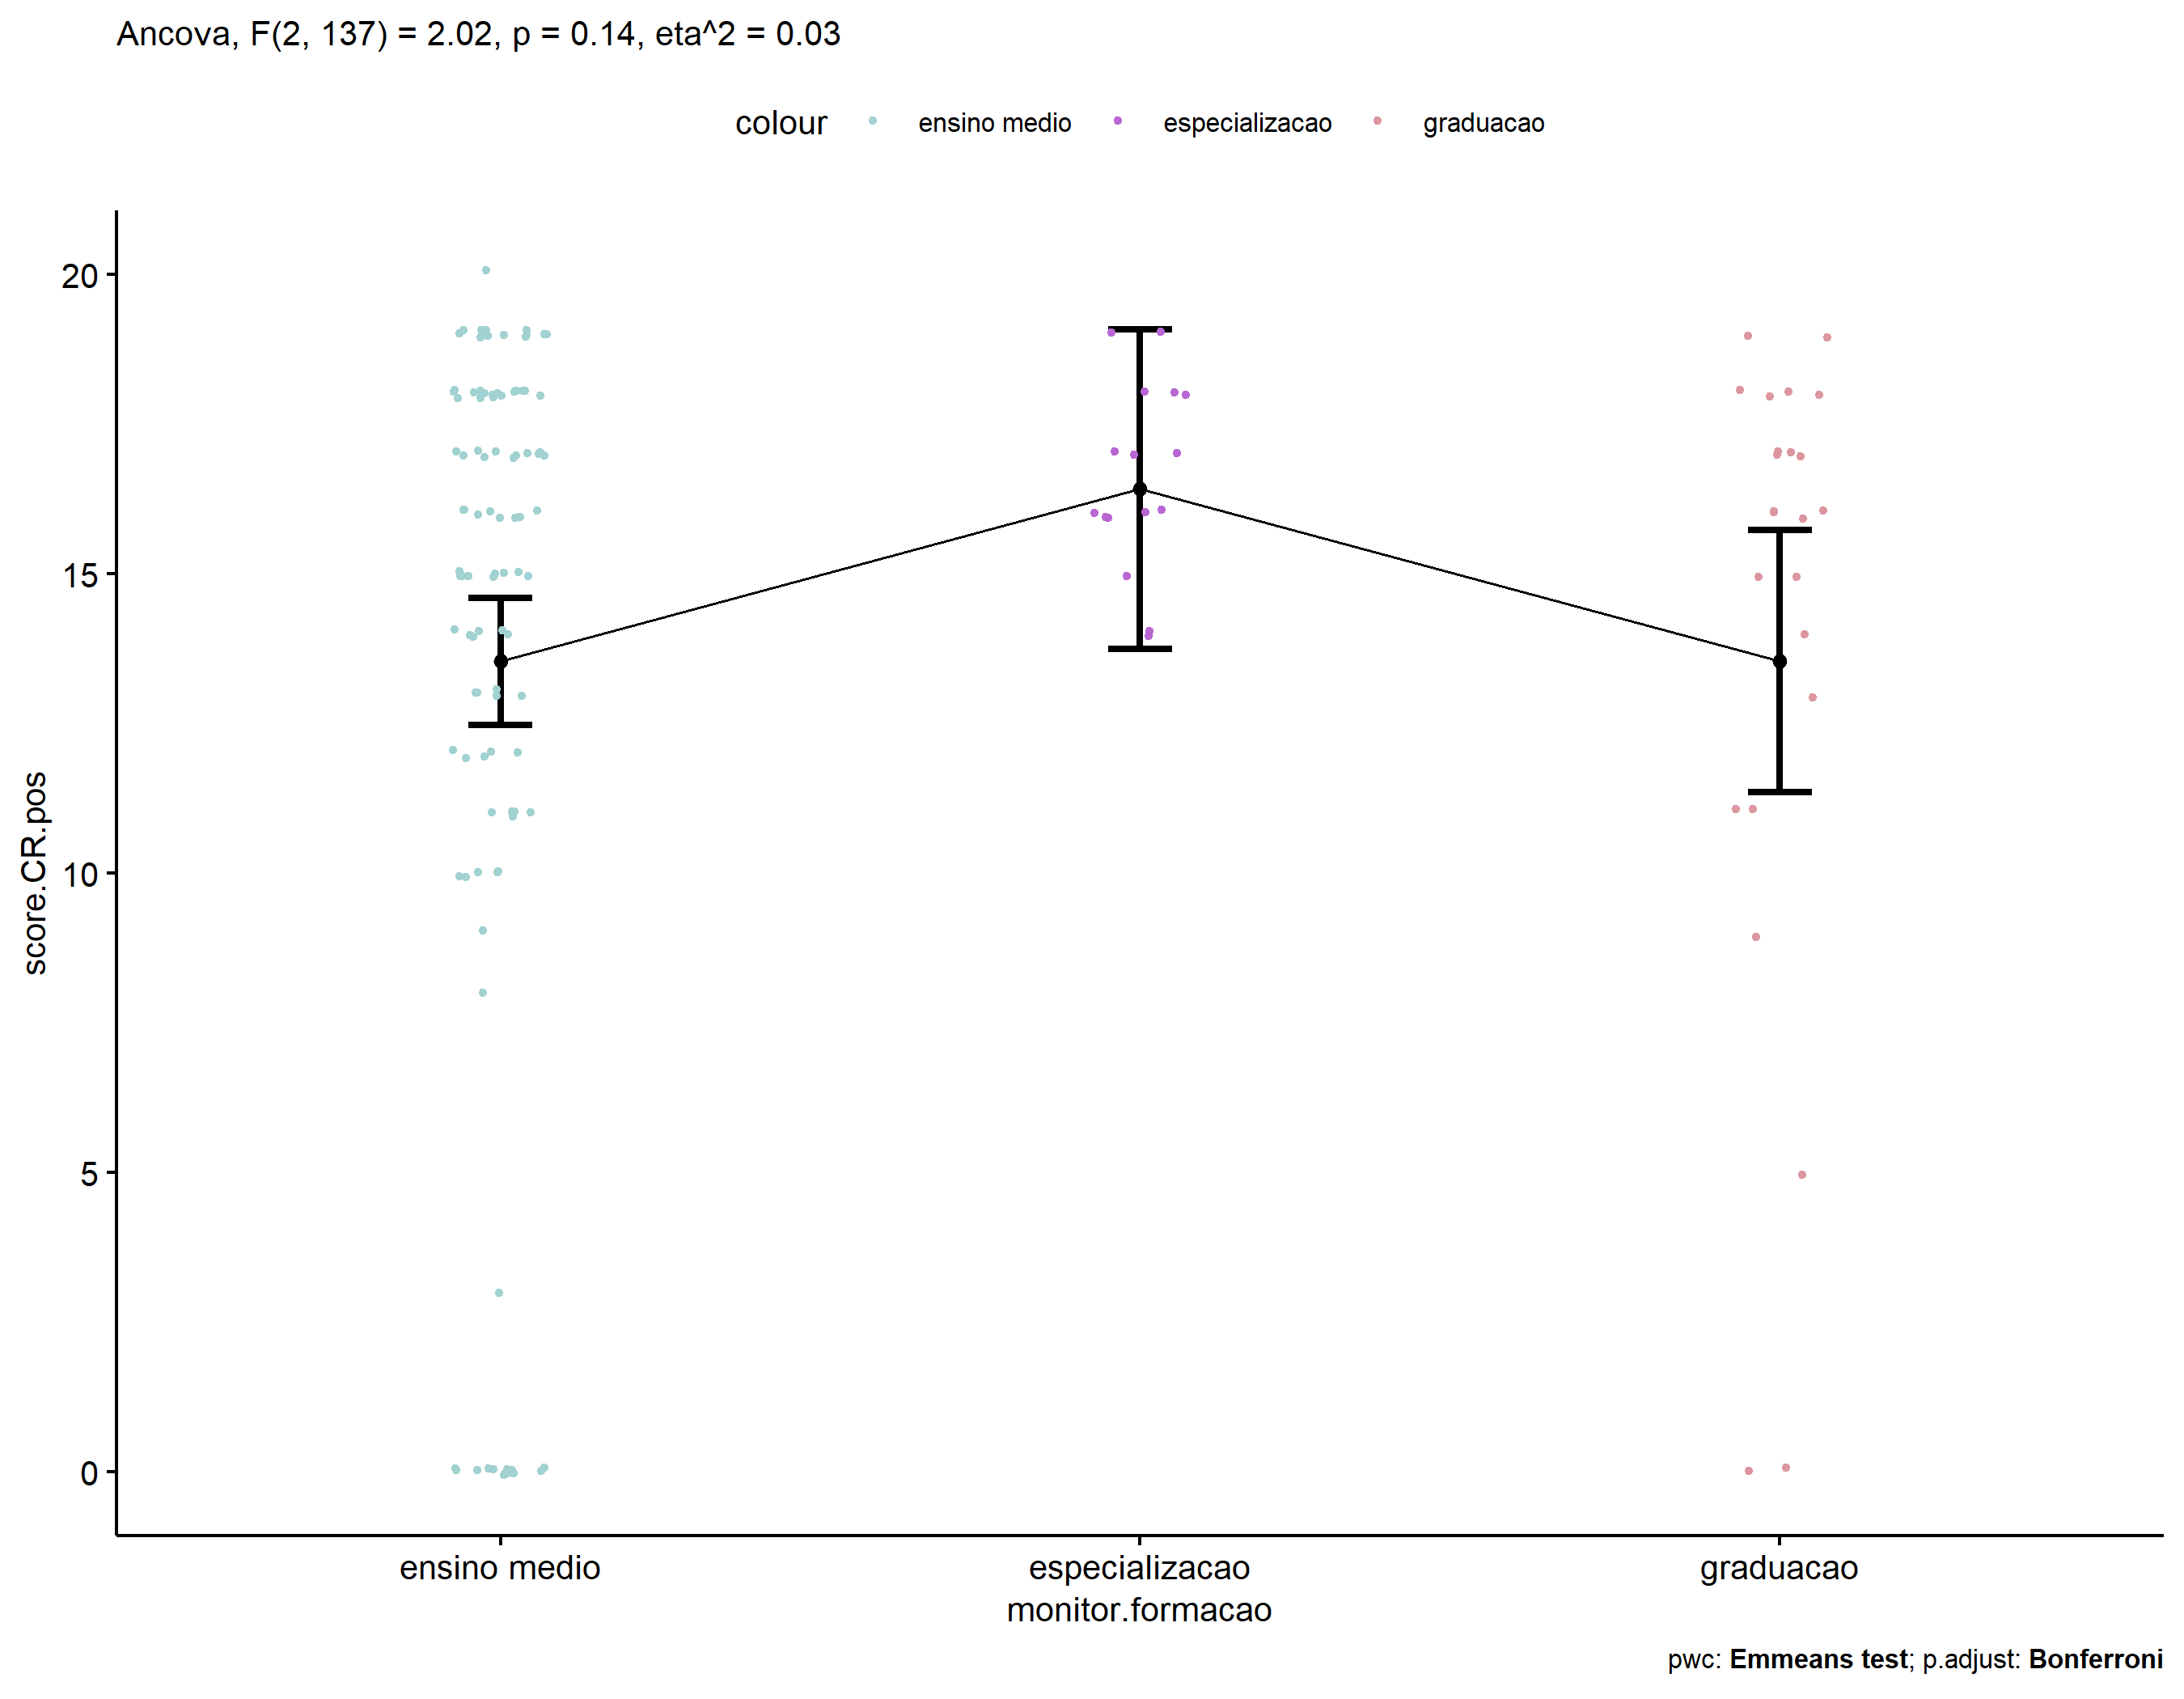 Ancova, F(2, 137) = 2.02, p = 0.14, eta^2 = 0.03
colour ensino medio especializacao graduacao
20
15
10
5
0
score.CR.pos
ensino medio especializacao graduacao
monitor.formacao
pwc: Emmeans test; p.adjust: Bonferroni